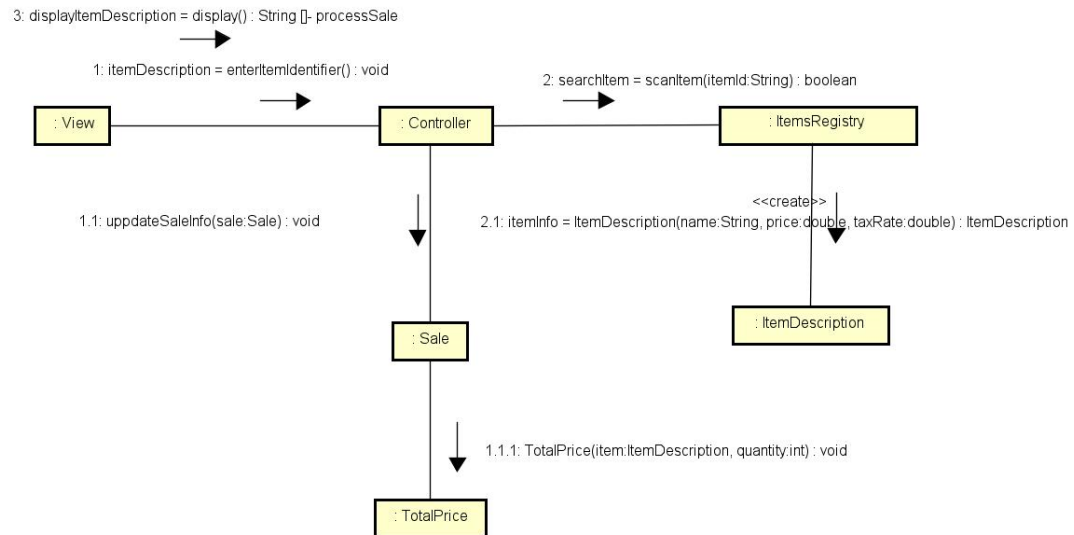 3: displayItemDescription = display() : String []- processSale
1: itemDescription = enterItemIdentifier() : void
2: searchItem = scanItem(itemId:String) : boolean
: View
: Controller
: ItemsRegistry
<<create>>
1.1: uppdateSaleInfo(sale:Sale) : void
2.1: itemInfo = ItemDescription(name:String, price:double, taxRate:double) : ItemDescription
: ItemDescription
: Sale
1.1.1: TotalPrice(item:ItemDescription, quantity:int) : void
: TotalPrice